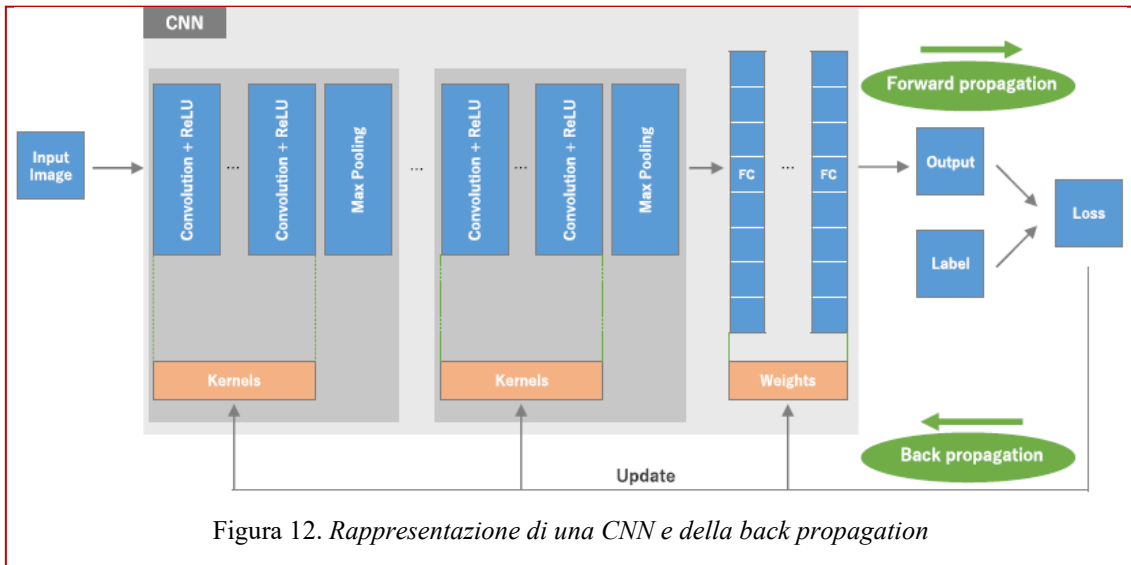 CNN
Forward propagation
Input
Image
Convolution + ReLU
...
Convolution + ReLU
Max Pooling
...
Convolution + ReLU
...
Convolution + ReLU
Max Pooling
FC
...
FC
Output
Label
Loss
Kernels
Kernels
Weights
Back propagation
Update
Figura 12. Rappresentazione di una CNN e della back propagation